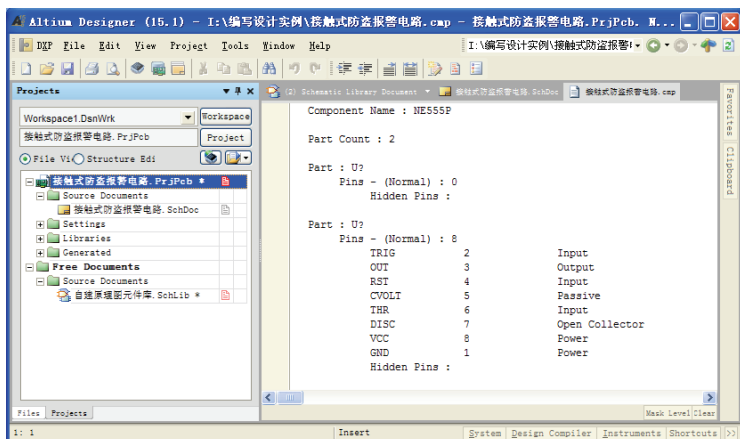 Altium Designer (15.1) - I:\编写设计实例\接触式防盗报警电路.cmp - 接触式防盗报警电路.PrjPcb. N...
DXP File Edit View Project Tools Window Help I:\编写设计实例\接触式防盗报警
Projects
(2) Schematic Library Document 接触式防盗报警电路.SchDoc 接触式防盗报警电路.cmp
Favorites
Clipboard
Workspace1.DsnWrk Workspace
接触式防盗报警电路.PrjPcb Project
File Vi Structure Edi
接触式防盗报警电路.PrjPcb *
Source Documents
接触式防盗报警电路.SchDoc
Settings
Libraries
Generated
Free Documents
Source Documents
自建原理图元件库.SchLib *
Component Name : NE555P
Part Count : 2
Part : U?
Pins - (Normal) : 0
Hidden Pins :
Part : U?
Pins - (Normal) : 8
TRIG 2 Input
OUT 3 Output
RST 4 Input
CVOLT 5 Passive
THR 6 Input
DISC 7 Open Collector
VCC 8 Power
GND 1 Power
Hidden Pins :
Files Projects
Mask Level Clear
1: 1 Insert System Design Compiler Instruments Shortcuts >>